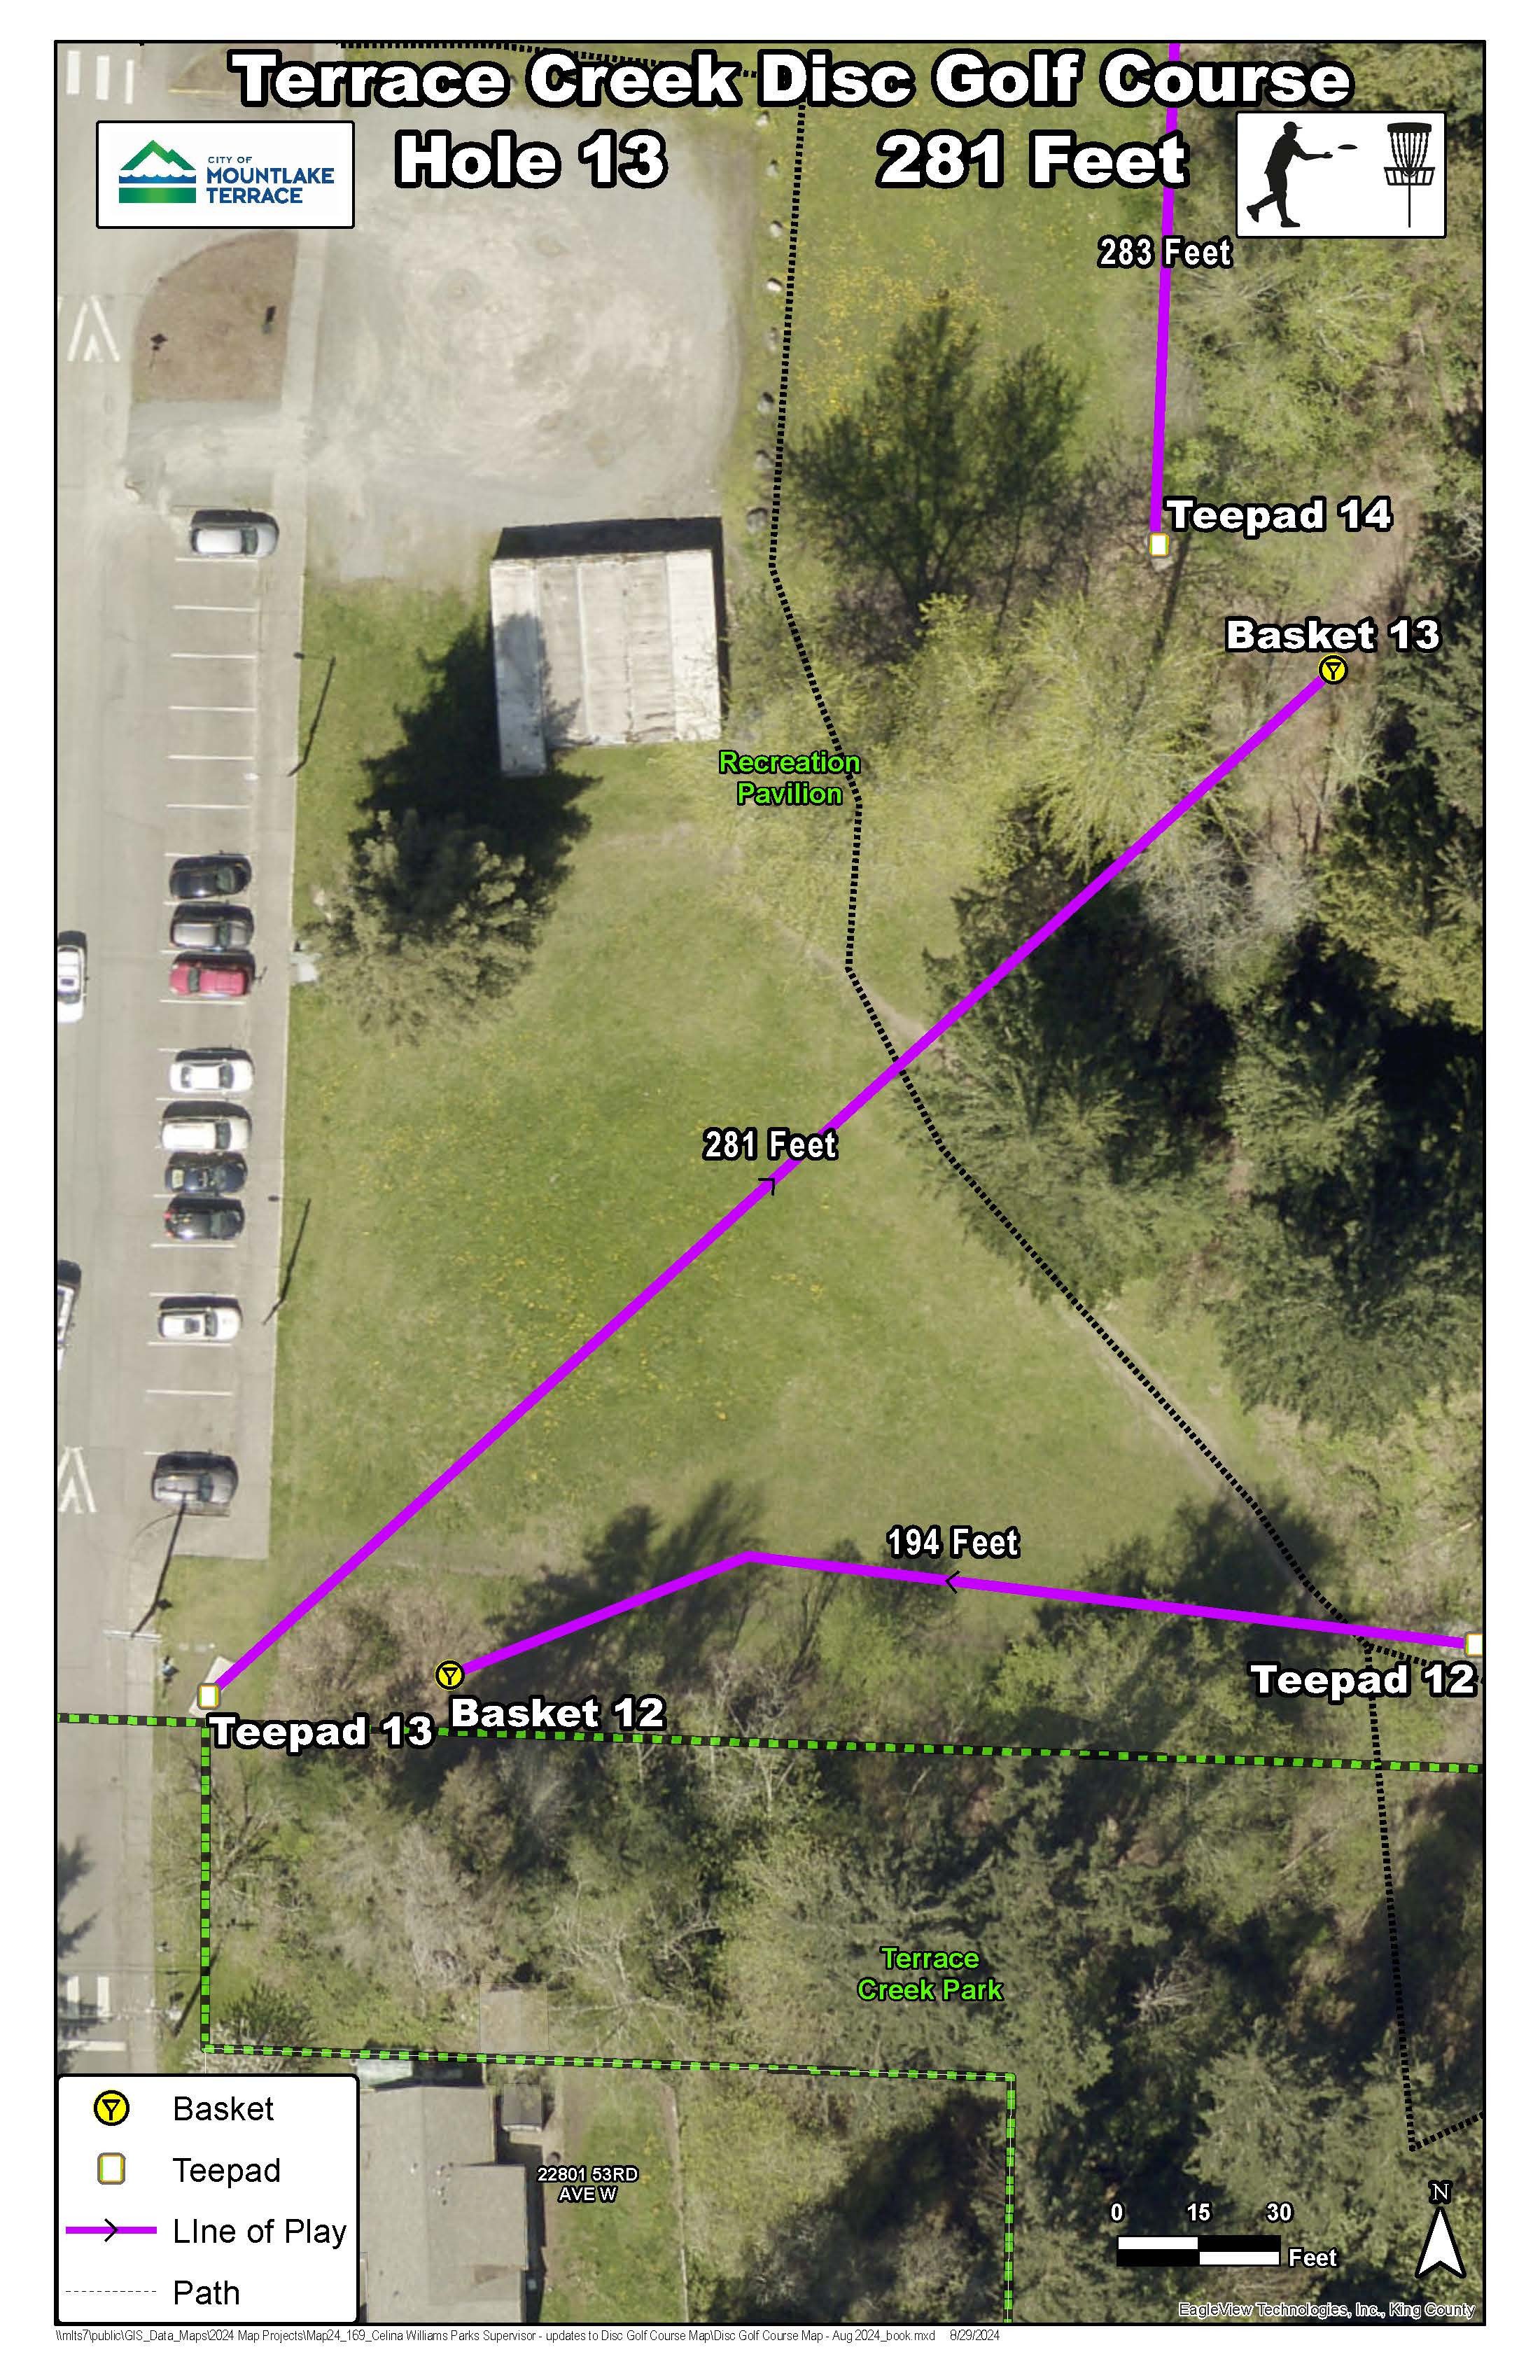 Terrace Creek Disc Golf Course
CITY OF
MOUNTLAKE
TERRACE
Hole 13
281 Feet
283 Feet
Teepad 14
Basket 13
Recreation
Pavilion
281 Feet
194 Feet
Teepad 12
Basket 12
Teepad 13
Terrace
Creek Park
Basket
Teepad
LIne of Play
Path
22801 53RD
AVE W
0 15 30
Feet
N
EagleView Technologies, Inc., King County
\\mlts7\public\GIS_Data_Maps\2024 Map Projects\Map24_169_Celina Williams Parks Supervisor - updates to Disc Golf Course Map\Disc Golf Course Map - Aug 2024_book.mxd 8/29/2024